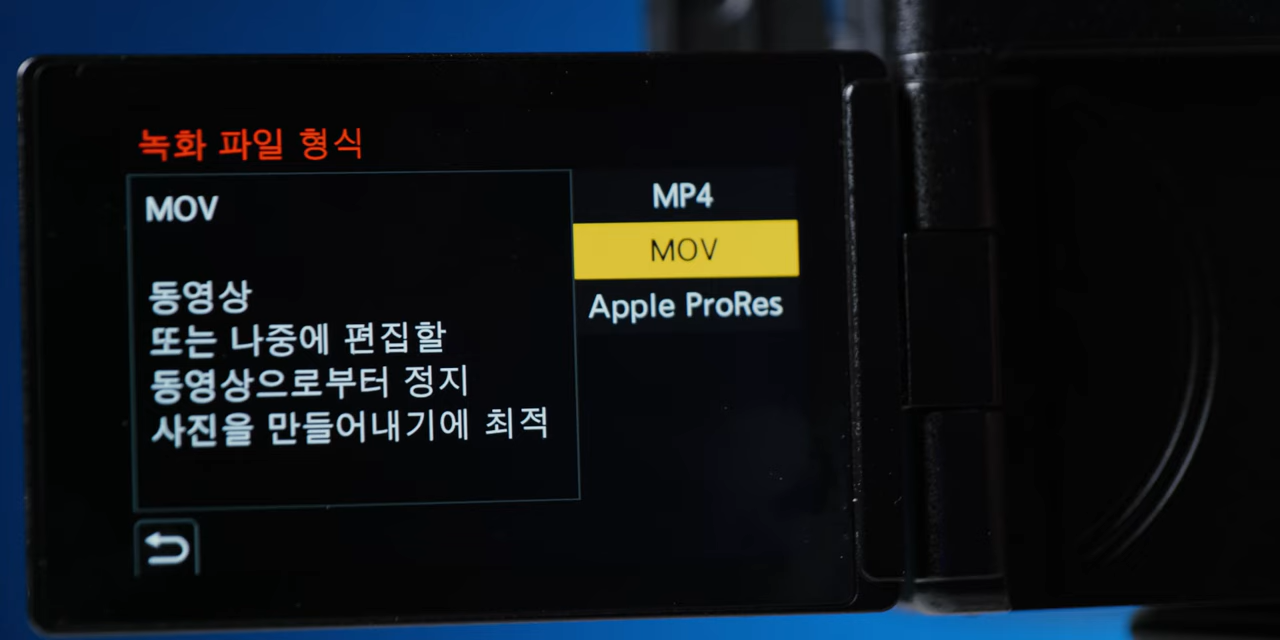 녹화 파일 형식
MOV
동영상
또는 나중에 편집할
동영상으로부터 정지
사진을 만들어내기에 최적
MP4
MOV
Apple ProRes